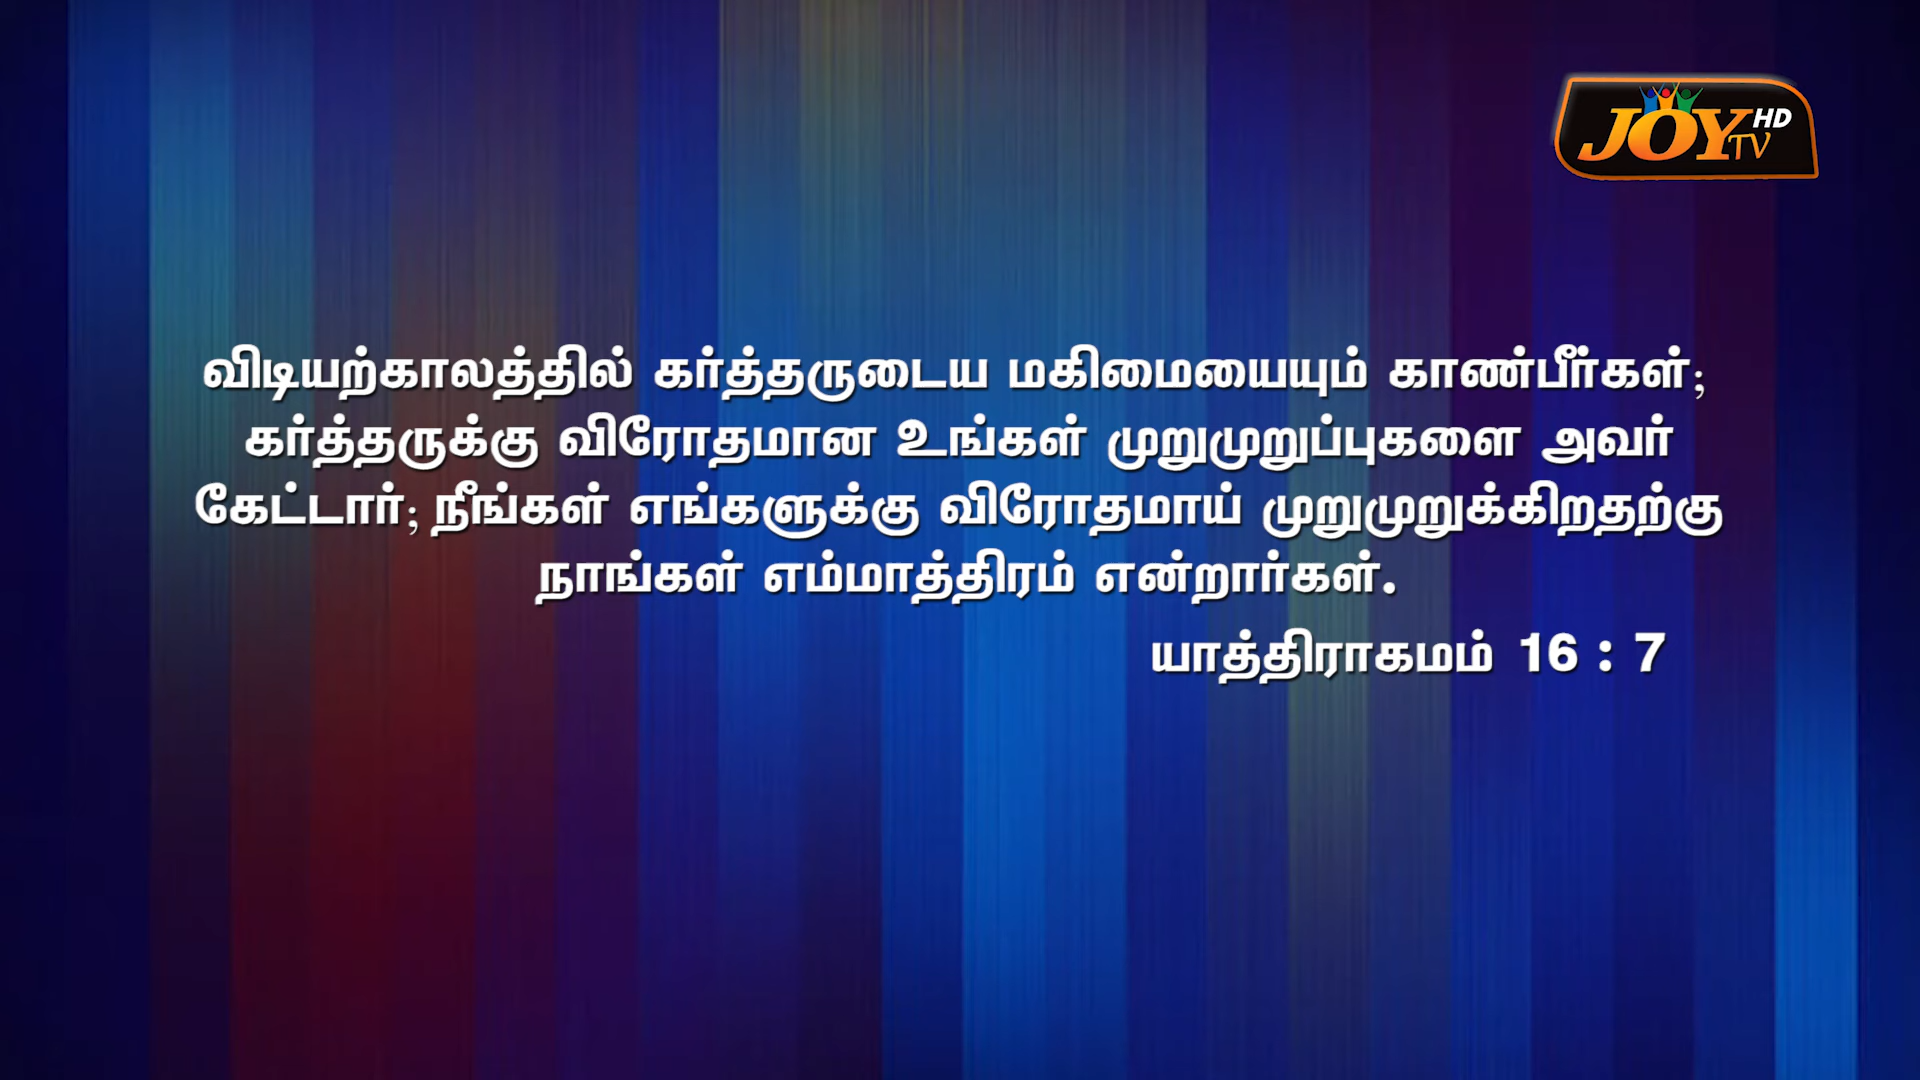 JOY HD TV
விடியற்காலத்தில் கர்த்தருடைய மகிமையையும் காண்பீர்கள்;
கர்த்தருக்கு விரோதமான உங்கள் முறுமுறுப்புகளை அவர்
கேட்டார்; நீங்கள் எங்களுக்கு விரோதமாய் முறுமுறுக்கிறதற்கு
நாங்கள் எம்மாத்திரம் என்றார்கள்.
யாத்திராகமம் 16 : 7